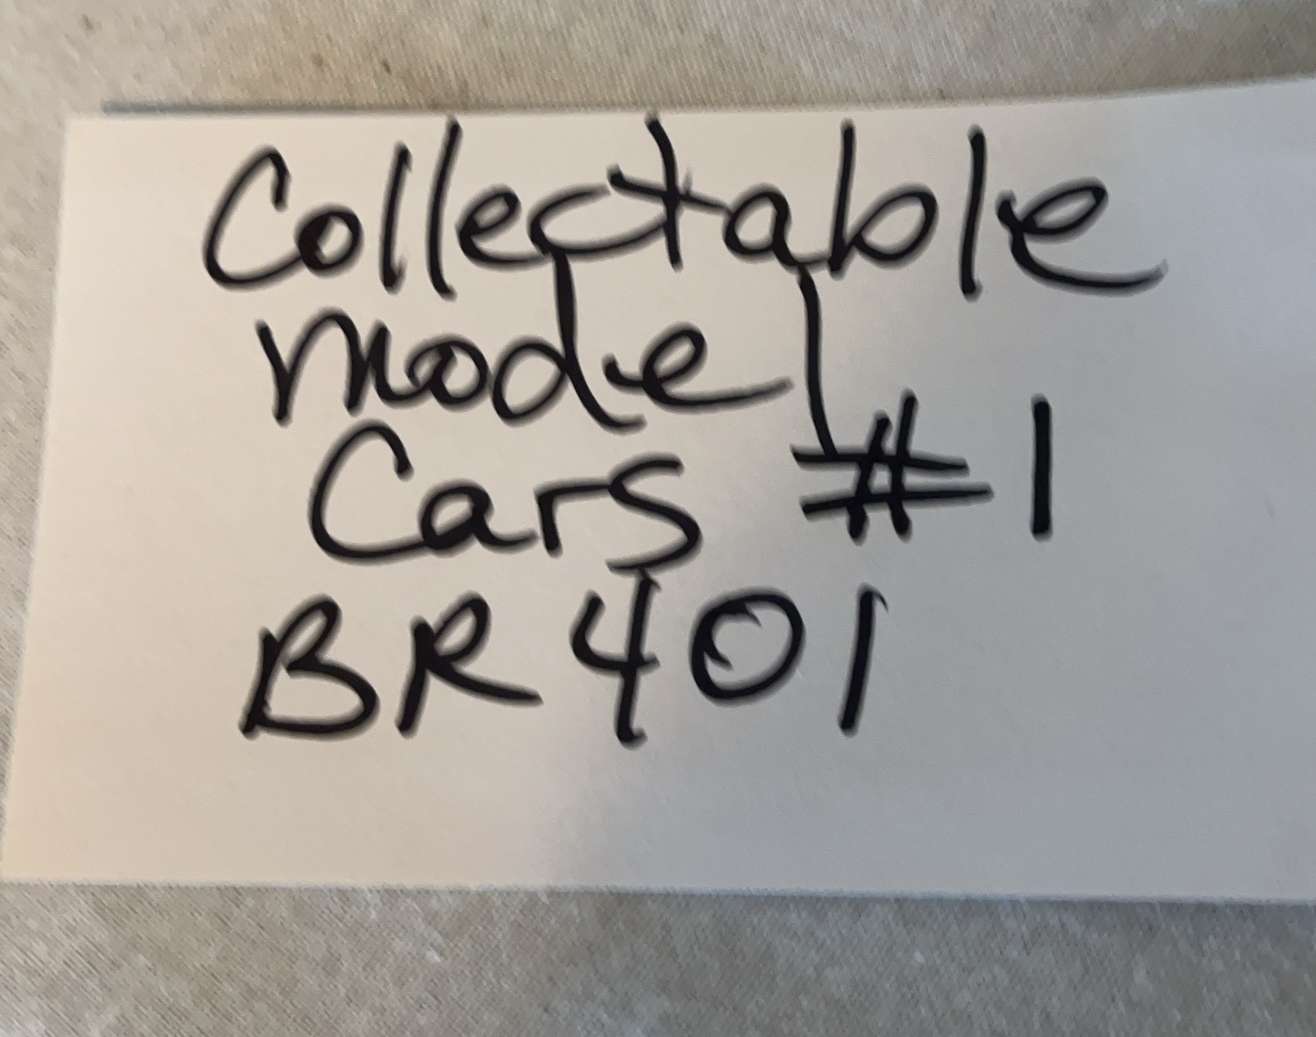 Collectable
model
Cars #1
BR401